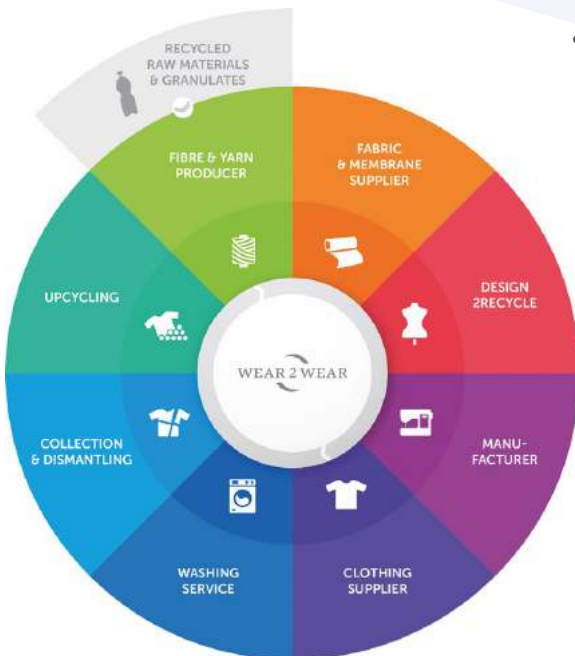 RECYCLED
RAW MATERIALS
& GRANULATES
FIBRE & YARN
PRODUCER
FABRIC
& MEMBRANE
SUPPLIER
DESIGN
2RECYCLE
MANU-
FACTURER
CLOTHING
SUPPLIER
WASHING
SERVICE
COLLECTION
& DISMANTLING
UPCYCLING
WEAR 2 WEAR